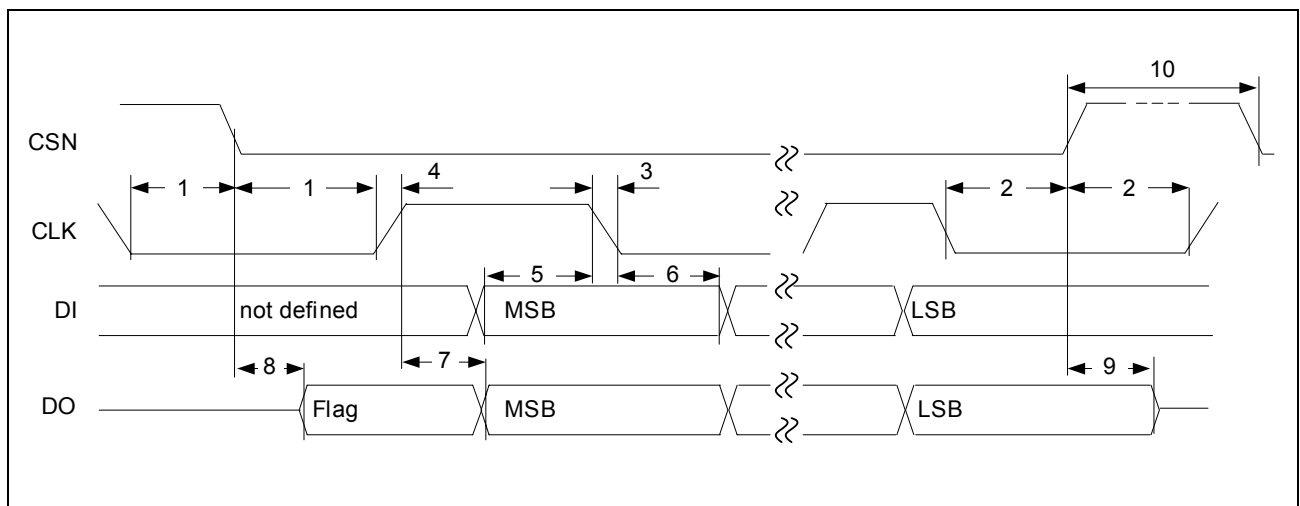 10
CSN
4 3
1 1 2 2
CLK
5 6
DI not defined MSB LSB
8 7 9
DO Flag MSB LSB